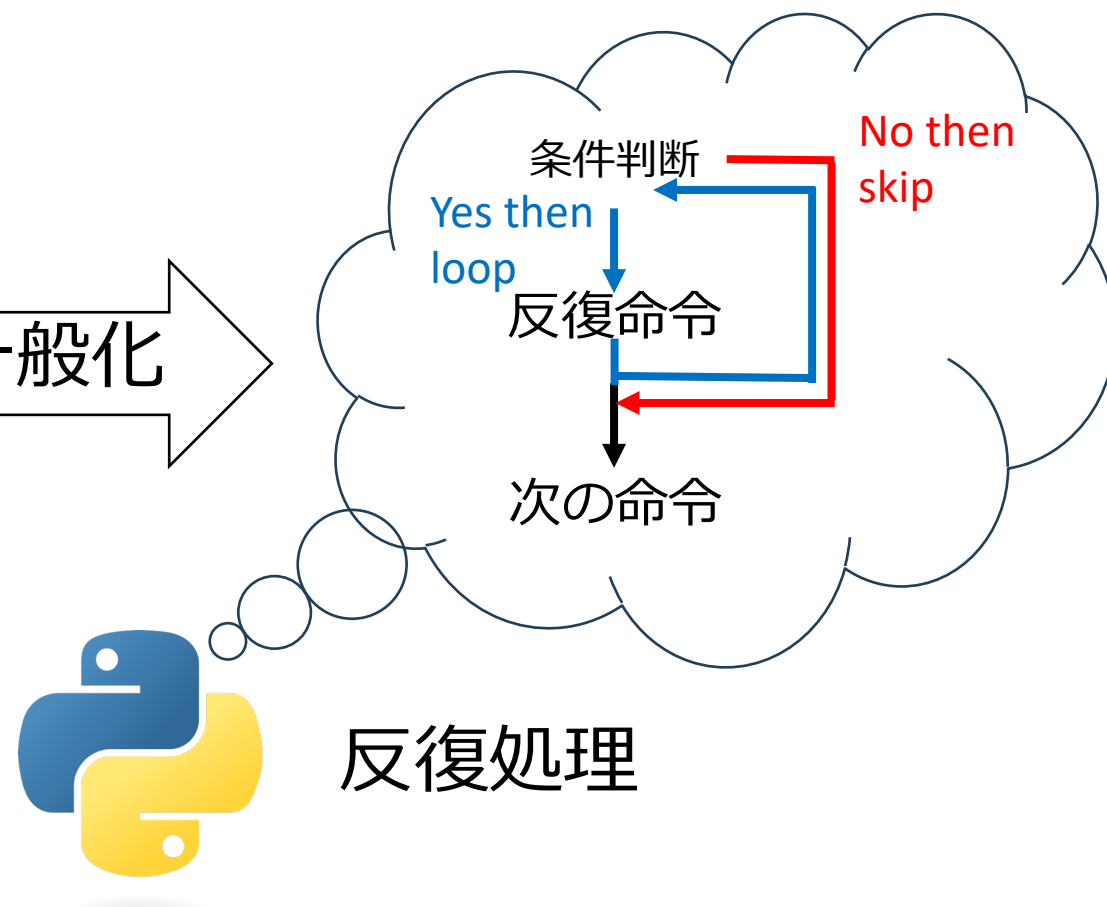 条件判断
No then
skip
Yes then
loop
反復命令
般化
次の命令
反復処理